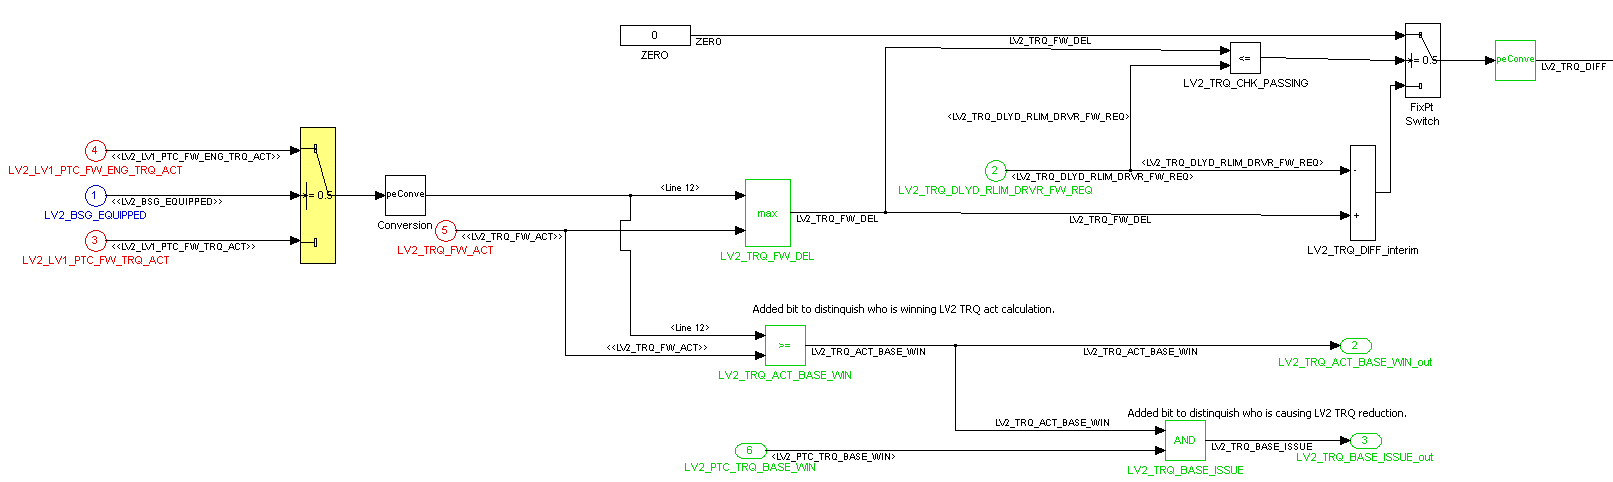 0
ZERO
ZERO
LV2_TRQ_FW_DEL
<=
LV2_TRQ_CHK_PASSING
= 0.5
FixPt
Switch
peConve
LV2_TRQ_DIFF
<LV2_TRQ_DLYD_RLIM_DRVR_FW_REQ>
4
<<LV2_LV1_PTC_FW_ENG_TRQ_ACT>>
LV2_LV1_PTC_FW_ENG_TRQ_ACT
1
<<LV2_BSG_EQUIPPED>>
LV2_BSG_EQUIPPED
3
<<LV2_LV1_PTC_FW_TRQ_ACT>>
LV2_LV1_PTC_FW_TRQ_ACT
= 0.5
peConve
Conversion
<Line 12>
5
<<LV2_TRQ_FW_ACT>>
LV2_TRQ_FW_ACT
max
LV2_TRQ_FW_DEL
LV2_TRQ_FW_DEL
2
<<LV2_TRQ_DLYD_RLIM_DRVR_FW_REQ>
<LV2_TRQ_DLYD_RLIM_DRVR_FW_REQ>>
LV2_TRQ_DLYD_RLIM_DRVR_FW_REQ
LV2_TRQ_FW_DEL
-
+
LV2_TRQ_DIFF_interim
Added bit to distinquish who is winning LV2 TRQ act calculation.
<Line 12>
<<LV2_TRQ_FW_ACT>>
>=
LV2_TRQ_ACT_BASE_WIN
LV2_TRQ_ACT_BASE_WIN
LV2_TRQ_ACT_BASE_WIN
2
LV2_TRQ_ACT_BASE_WIN_out
Added bit to distinquish who is causing LV2 TRQ reduction.
LV2_TRQ_ACT_BASE_WIN
6
<LV2_PTC_TRQ_BASE_WIN>
LV2_PTC_TRQ_BASE_WIN
AND
LV2_TRQ_BASE_ISSUE
LV2_TRQ_BASE_ISSUE
3
LV2_TRQ_BASE_ISSUE_out